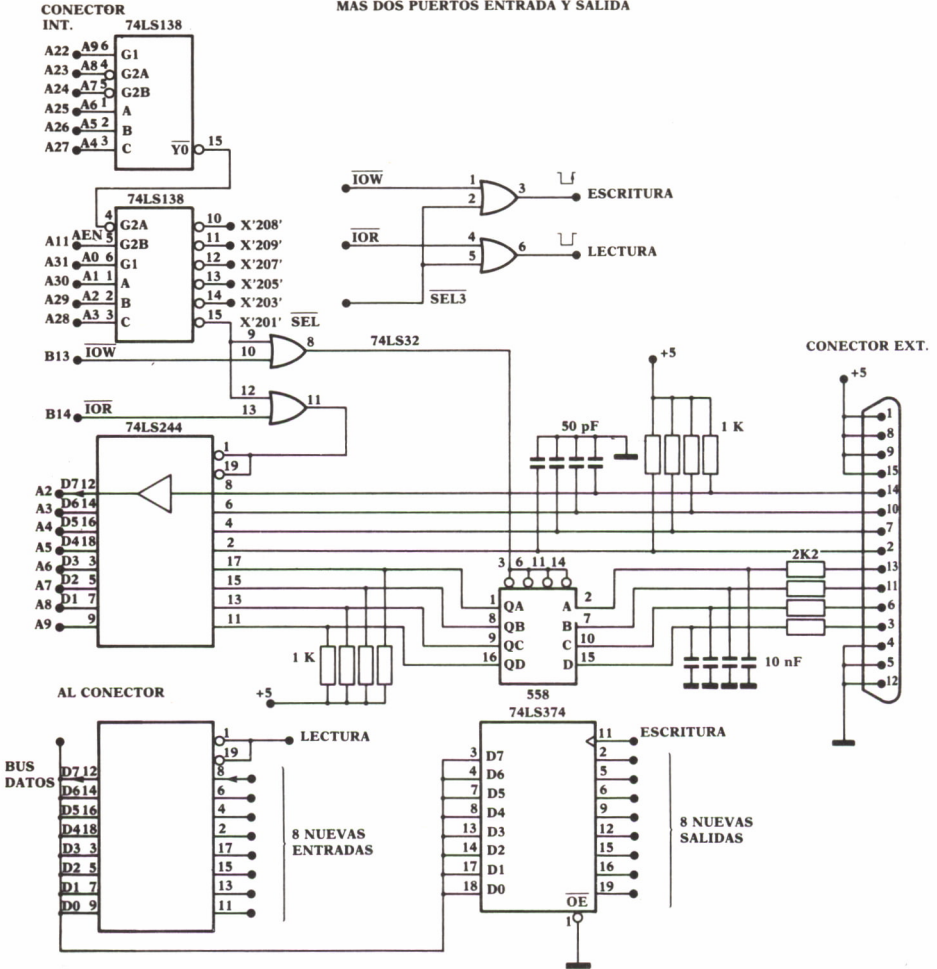 MAS DOS PUERTOS ENTRADA Y SALIDA
CONECTOR
INT.
74LS138
A22 A9 6 G1
A23 A8 4 G2A
A24 A7 5 G2B
A25 A6 1 A
A26 A5 2 B
A27 A4 3 C Y0 15
74LS138
4 G2A 10 X'208'
A11 AEN 5 G2B 11 X'209'
A31 A0 6 G1 12 X'207'
A30 A1 1 A 13 X'205'
A29 A2 2 B 14 X'203'
A28 A3 3 C 15 X'201'
IOW 1 2 3 ESCRITURA
IOR 4 5 6 LECTURA
SEL3
SEL
B13 IOW 9 10 8 74LS32
B14 IOR 12 13 11
74LS244
1
19
A2 D7 12 8
A3 D6 14 6
A4 D5 16 4
A5 D4 18 2
A6 D3 3 17
A7 D2 5 15
A8 D1 7 13
A9 9 11
1 K
+5
50 pF
+5
1 K
3 6 11 14
1 QA A 2
8 QB B 7
9 QC C 10
16 QD D 15
558
2K2
10 nF
CONECTOR EXT.
+5
1
8
9
15
14
10
7
2
13
11
6
3
4
5
12
AL CONECTOR
BUS
DATOS
1 LECTURA
19
D7 12 8
D6 14 6
D5 16 4
D4 18 2
D3 3 17
D2 5 15
D1 7 13
D0 9 11
8 NUEVAS
ENTRADAS
74LS374
11 ESCRITURA
3 D7 2
4 D6 5
7 D5 6
8 D4 9
13 D3 12
14 D2 15
17 D1 16
18 D0 19
OE
1
8 NUEVAS
SALIDAS